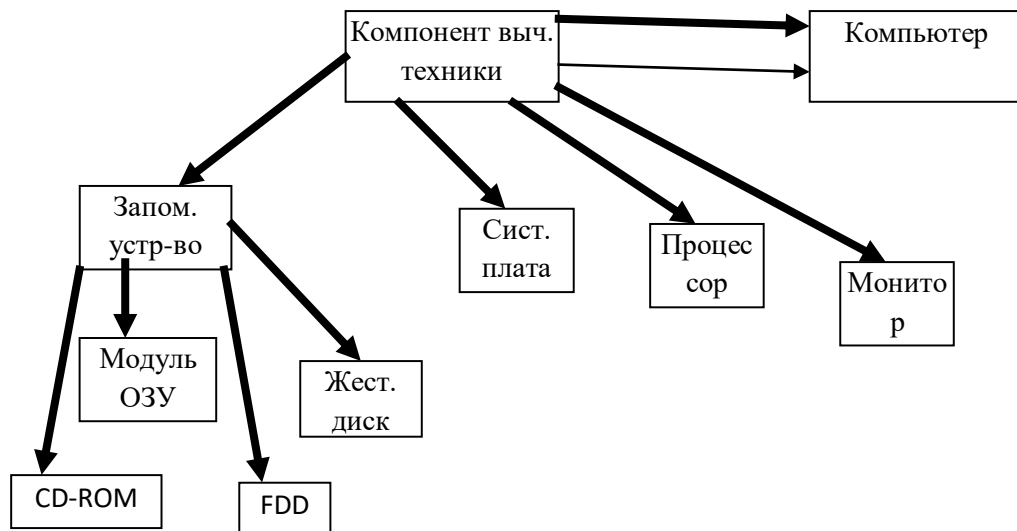 Компонент выч.
техники
Компьютер
Запом.
устр-во
Сист.
плата
Процес
сор
Монито
р
Модуль
ОЗУ
Жест.
диск
CD-ROM
FDD